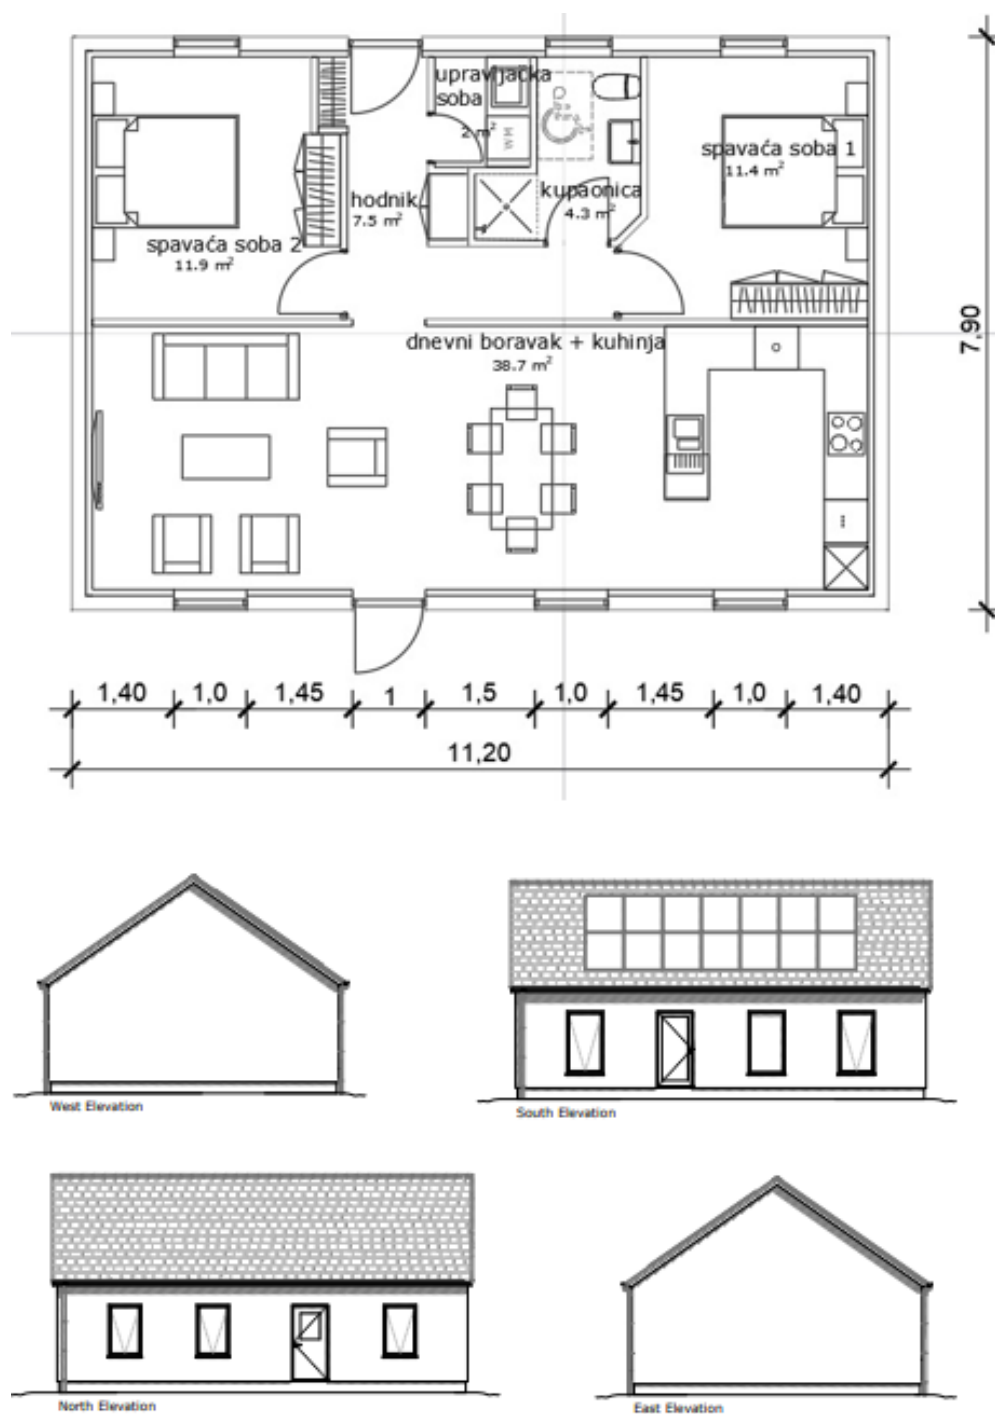 upravljačka
soba
2 m²
WM
spavaća soba 1
11.4 m²
hodnik
7.5 m²
kupaonica
4.3 m²
spavaća soba 2
11.9 m²
dnevni boravak + kuhinja
38.7 m²
7,90
1,40 1,0 1,45 1 1,5 1,0 1,45 1,0 1,40
11,20
West Elevation
South Elevation
North Elevation
East Elevation